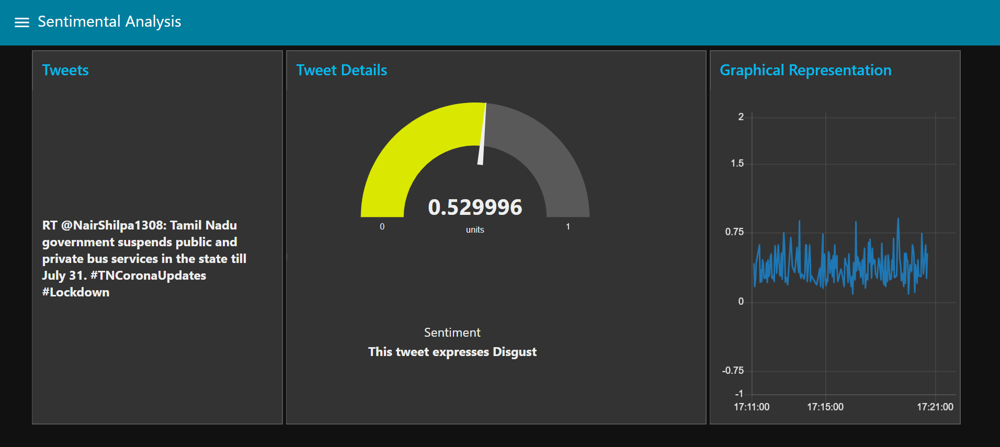 Sentimental Analysis
Tweets
RT @NairShilpa1308: Tamil Nadu
government suspends public and
private bus services in the state till
July 31. #TNCoronaUpdates
#Lockdown
Tweet Details
0.529996
0
units
1
Sentiment
This tweet expresses Disgust
Graphical Representation
2
1.5
0.75
0
-0.75
-1
17:11:00
17:15:00
17:21:00